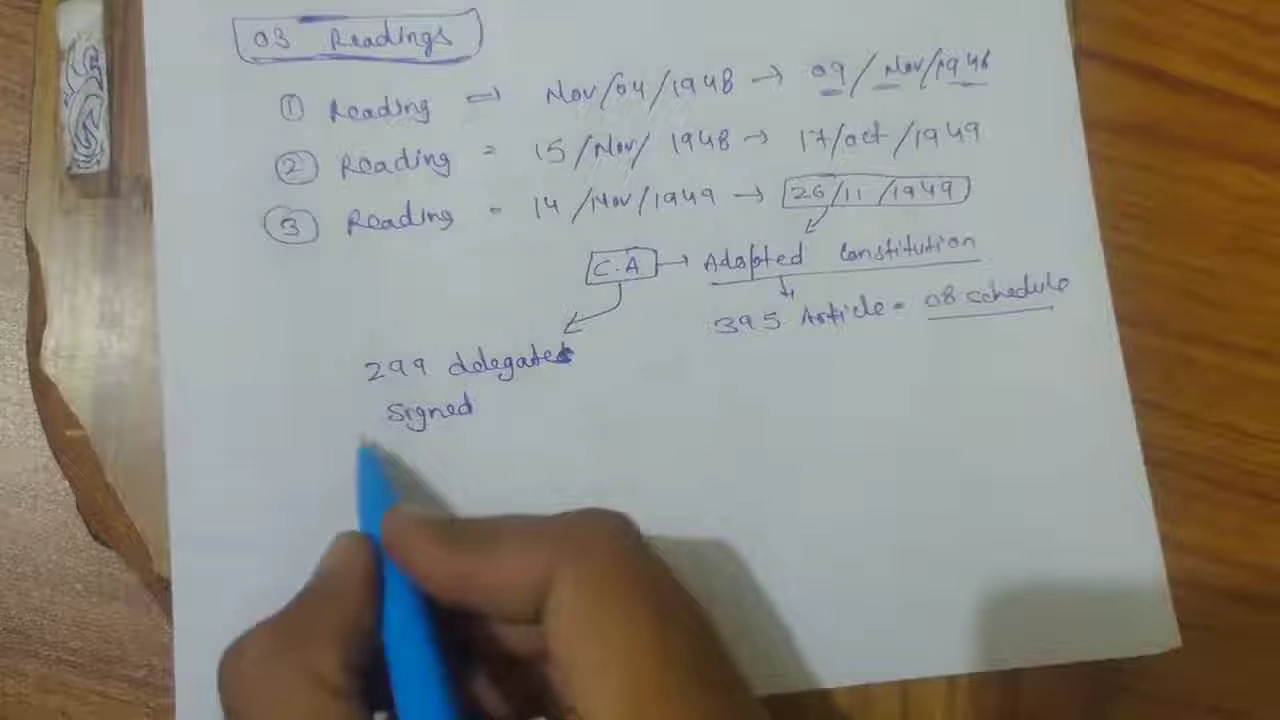 03 Readings
① Reading ⇒ Nov/04/1948 → 09/Nov/1948
② Reading = 15/Nov/1948 → 17/oct/1949
③ Reading = 14/Nov/1949 → 26/11/1949
C.A → Adopted Constitution
395 Article = 08 schedule
299 delegates
signed